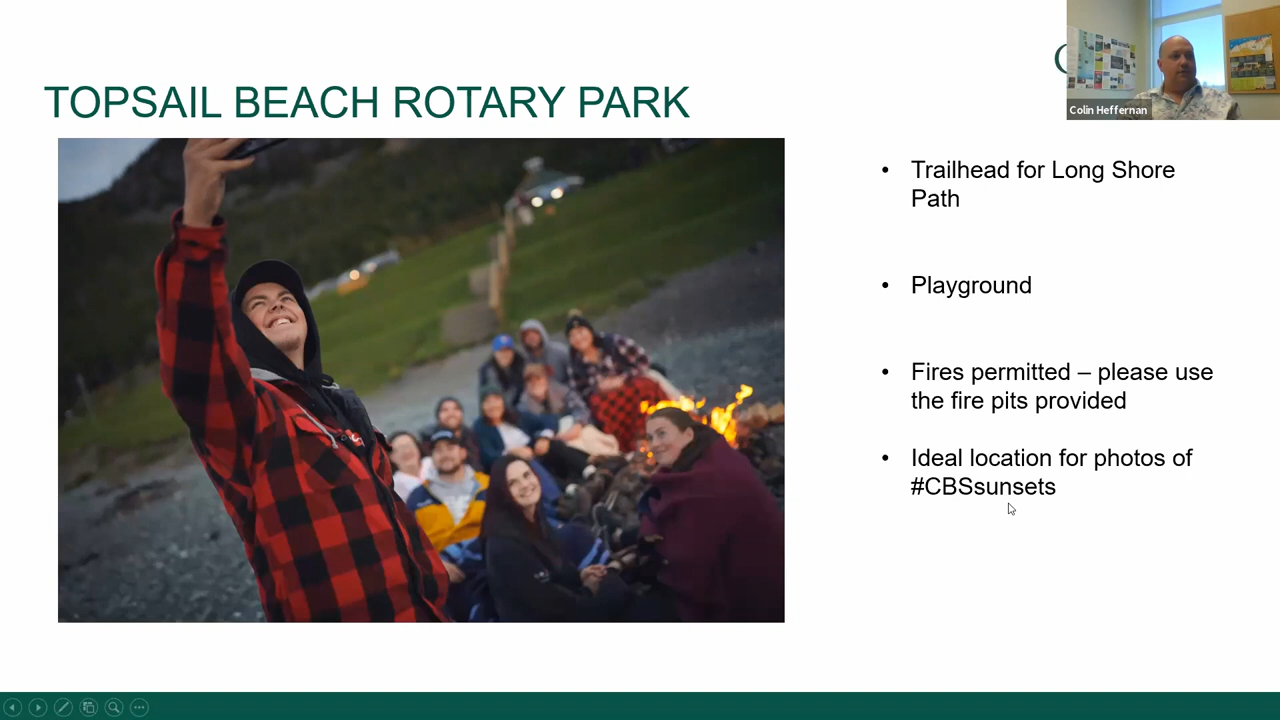 TOPSAIL BEACH ROTARY PARK
Colin Heffernan
• Trailhead for Long Shore
Path
• Playground
• Fires permitted – please use
the fire pits provided
• Ideal location for photos of
#CBSsunsets